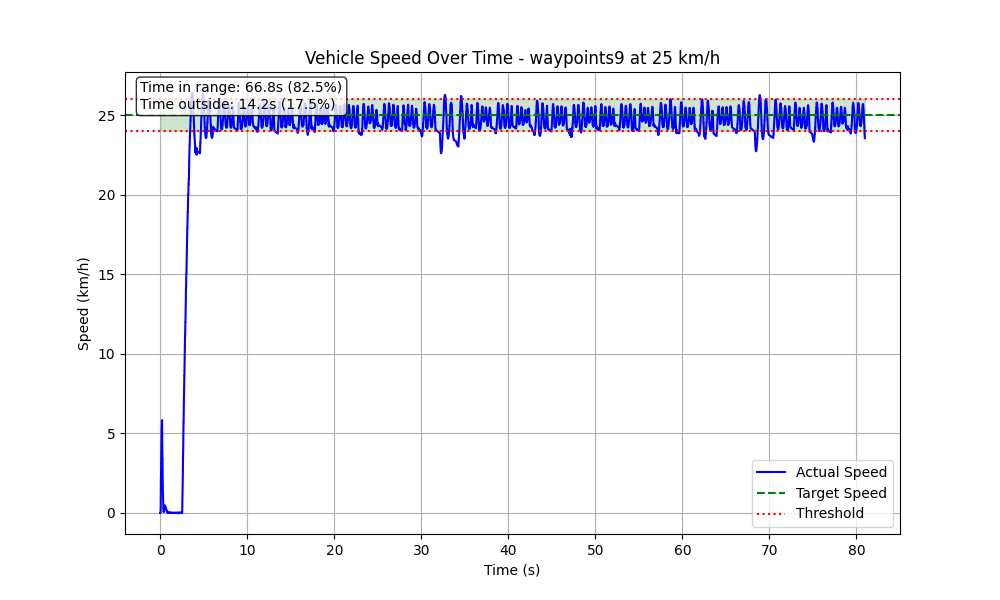 Vehicle Speed Over Time - waypoints9 at 25 km/h
Time in range: 66.8s (82.5%)
Time outside: 14.2s (17.5%)
25
20
15
10
5
0
Speed (km/h)
Actual Speed
Target Speed
Threshold
0 10 20 30 40 50 60 70 80
Time (s)